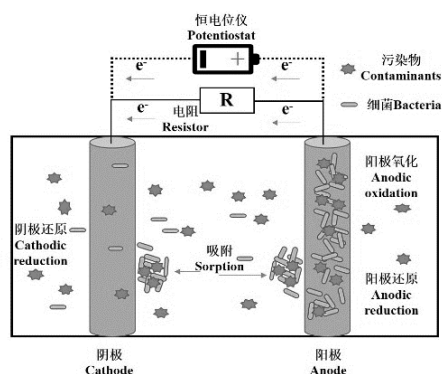 恒电位仪
Potentiostat
e-
e-
污染物
Contaminants
e-
R
e-
细菌Bacteria
电阻
Resistor
阳极氧化
Anodic
oxidation
阴极还原
Cathodic
reduction
吸附
Sorption
阳极还原
Anodic
reduction
阴极
Cathode
阳极
Anode